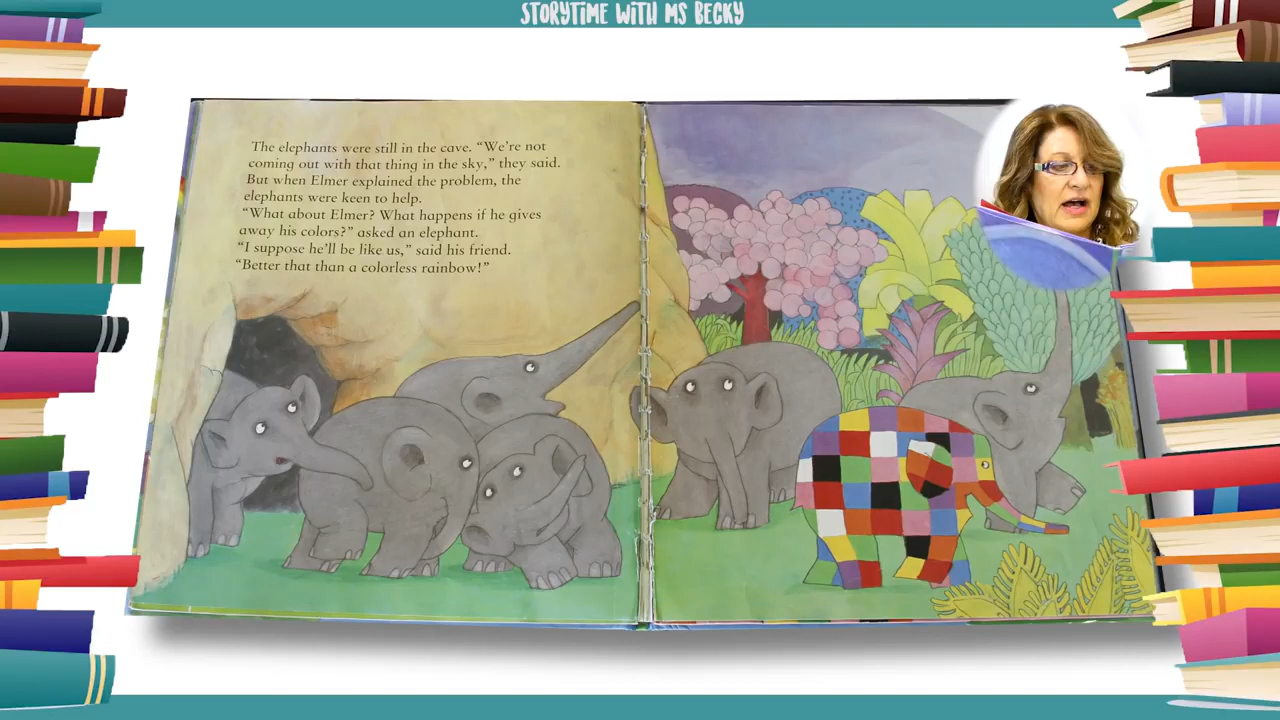 STORYTIME WITH MS BECKY
The elephants were still in the cave. “We’re not
coming out with that thing in the sky,” they said.
But when Elmer explained the problem, the
elephants were keen to help.
“What about Elmer? What happens if he gives
away his colors?” asked an elephant.
“I suppose he’ll be like us,” said his friend.
“Better that than a colorless rainbow!”